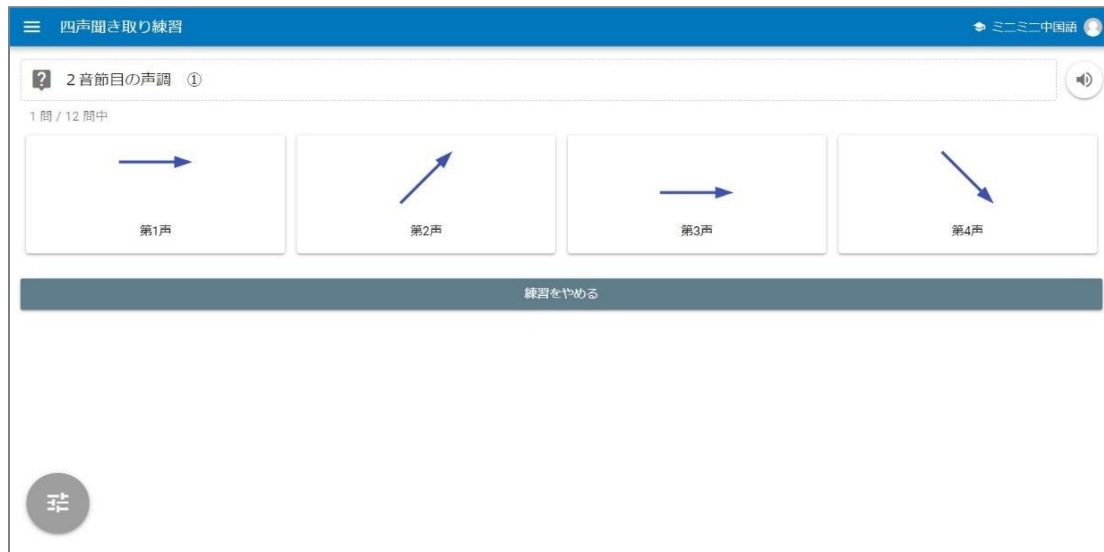 四声聞き取り練習
ミニミニ中国語
2音節目の声調 ①
1 問 / 12 問中
第1声
第2声
第3声
第4声
練習をやめる